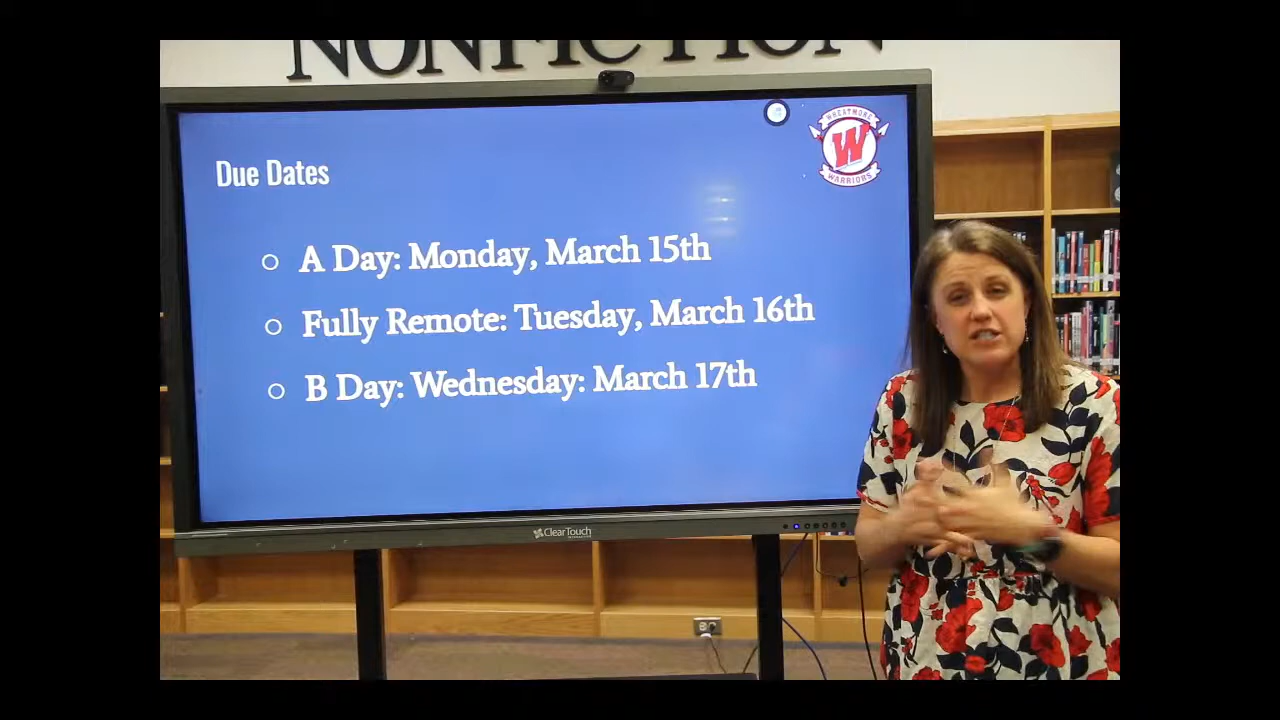 NONFICTION
WHEATMORE
W
WARRIORS
Due Dates
A Day: Monday, March 15th
Fully Remote: Tuesday, March 16th
B Day: Wednesday: March 17th
ClearTouch